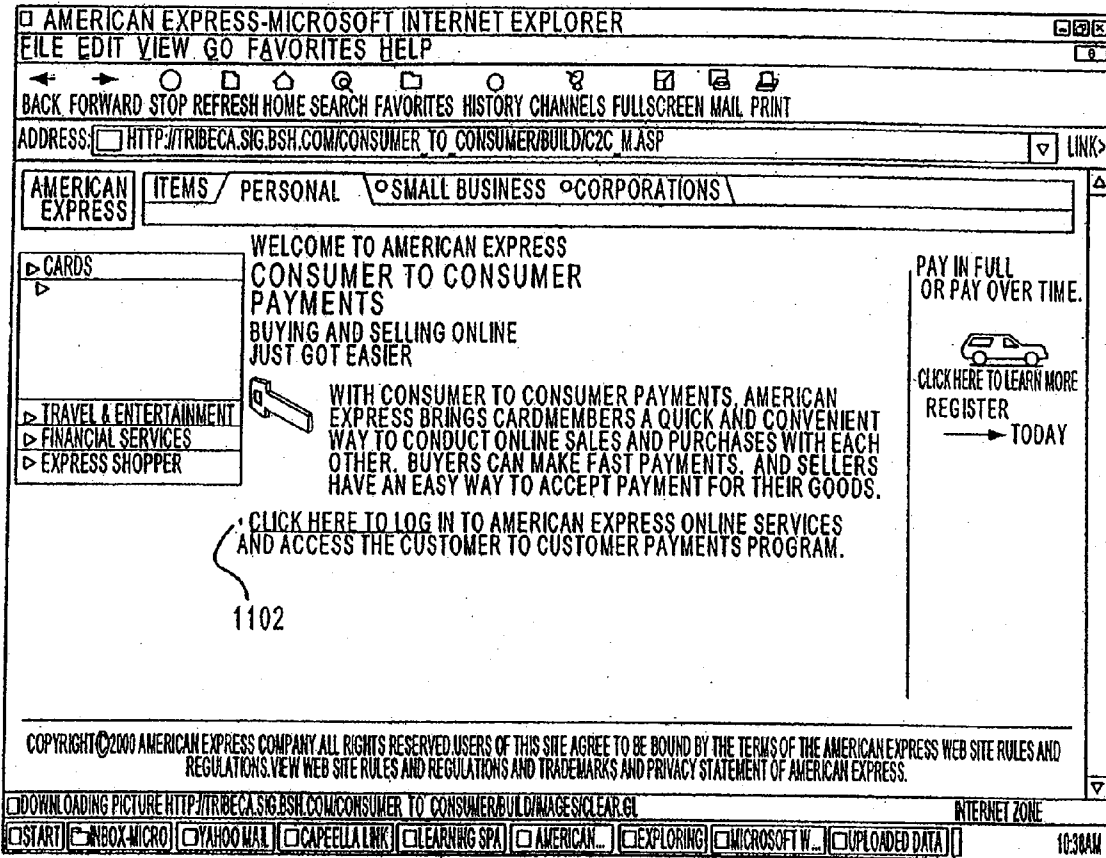 AMERICAN EXPRESS-MICROSOFT INTERNET EXPLORER
FILE EDIT VIEW GO FAVORITES HELP
BACK FORWARD STOP REFRESH HOME SEARCH FAVORITES HISTORY CHANNELS FULLSCREEN MAIL PRINT
ADDRESS: HTTP://TRIBECA.SIG.BSH.COM/CONSUMER_TO_CONSUMER/BUILD/C2C_M.ASP LINK>
AMERICAN EXPRESS
ITEMS PERSONAL SMALL BUSINESS CORPORATIONS
CARDS
TRAVEL & ENTERTAINMENT
FINANCIAL SERVICES
EXPRESS SHOPPER
WELCOME TO AMERICAN EXPRESS
CONSUMER TO CONSUMER
PAYMENTS
BUYING AND SELLING ONLINE
JUST GOT EASIER
WITH CONSUMER TO CONSUMER PAYMENTS, AMERICAN
EXPRESS BRINGS CARDMEMBERS A QUICK AND CONVENIENT
WAY TO CONDUCT ONLINE SALES AND PURCHASES WITH EACH
OTHER. BUYERS CAN MAKE FAST PAYMENTS, AND SELLERS
HAVE AN EASY WAY TO ACCEPT PAYMENT FOR THEIR GOODS.
CLICK HERE TO LOG IN TO AMERICAN EXPRESS ONLINE SERVICES
AND ACCESS THE CUSTOMER TO CUSTOMER PAYMENTS PROGRAM.
1102
PAY IN FULL
OR PAY OVER TIME.
CLICK HERE TO LEARN MORE
REGISTER
TODAY
COPYRIGHT©2000 AMERICAN EXPRESS COMPANY. ALL RIGHTS RESERVED. USERS OF THIS SITE AGREE TO BE BOUND BY THE TERMS OF THE AMERICAN EXPRESS WEB SITE RULES AND
REGULATIONS. VIEW WEB SITE RULES AND REGULATIONS AND TRADEMARKS AND PRIVACY STATEMENT OF AMERICAN EXPRESS.
DOWNLOADING PICTURE HTTP://TRIBECA.SIG.BSH.COM/CONSUMER_TO_CONSUMER/BUILD/IMAGES/CLEAR.GL INTERNET ZONE
START INBOX-MICRO YAHOO MAIL CAPEELLA LINK LEARNING SPA AMERICAN... EXPLORING MICROSOFT W... UPLOADED DATA 10:38AM